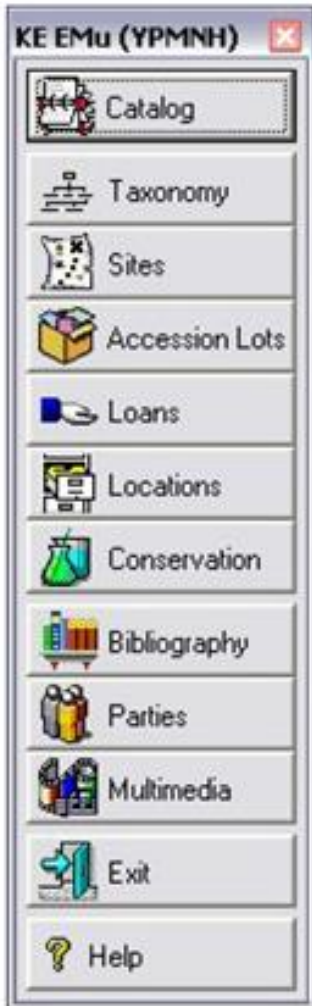 KE EMu (YPMNH)
Catalog
Taxonomy
Sites
Accession Lots
Loans
Locations
Conservation
Bibliography
Parties
Multimedia
Exit
Help